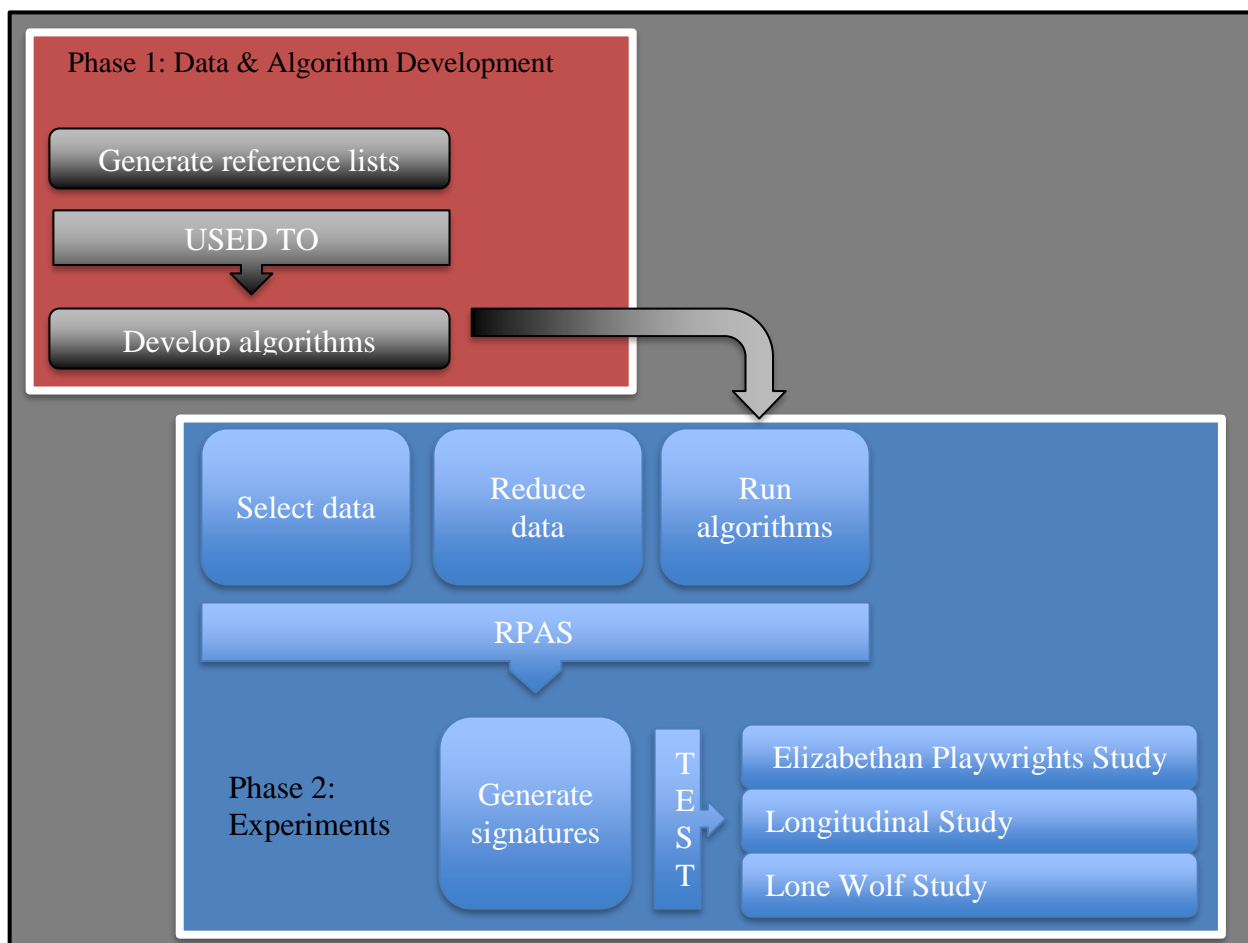 Phase 1: Data & Algorithm Development
Generate reference lists
USED TO
Develop algorithms
Select data
Reduce
data
Run
algorithms
RPAS
Phase 2:
Experiments
Generate
signatures
T
E
S
T
Elizabethan Playwrights Study
Longitudinal Study
Lone Wolf Study